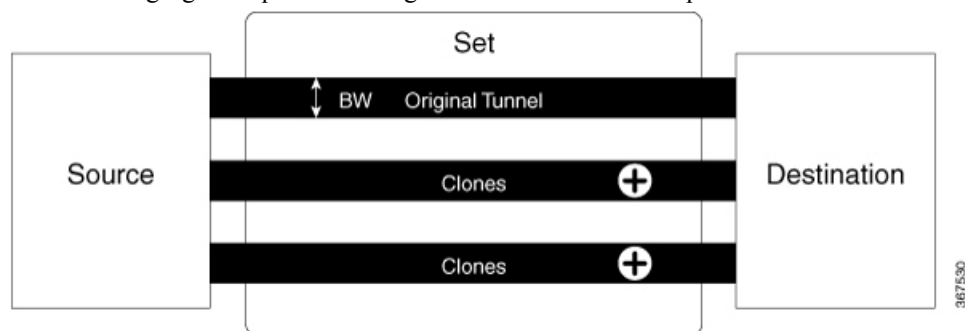 Set
BW Original Tunnel
Source
Clones
Destination
Clones
367530